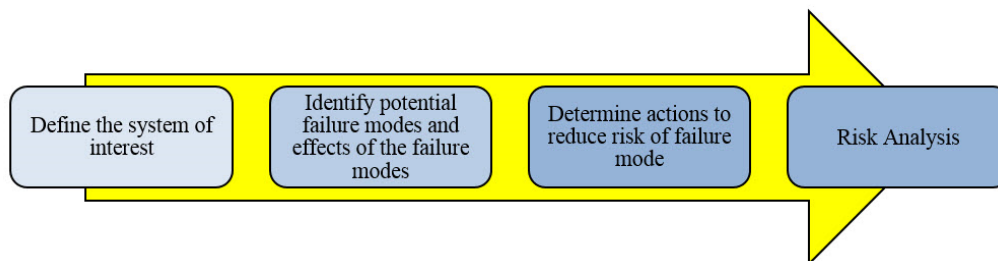 Define the system of
interest
Identify potential
failure modes and
effects of the failure
modes
Determine actions to
reduce risk of failure
mode
Risk Analysis